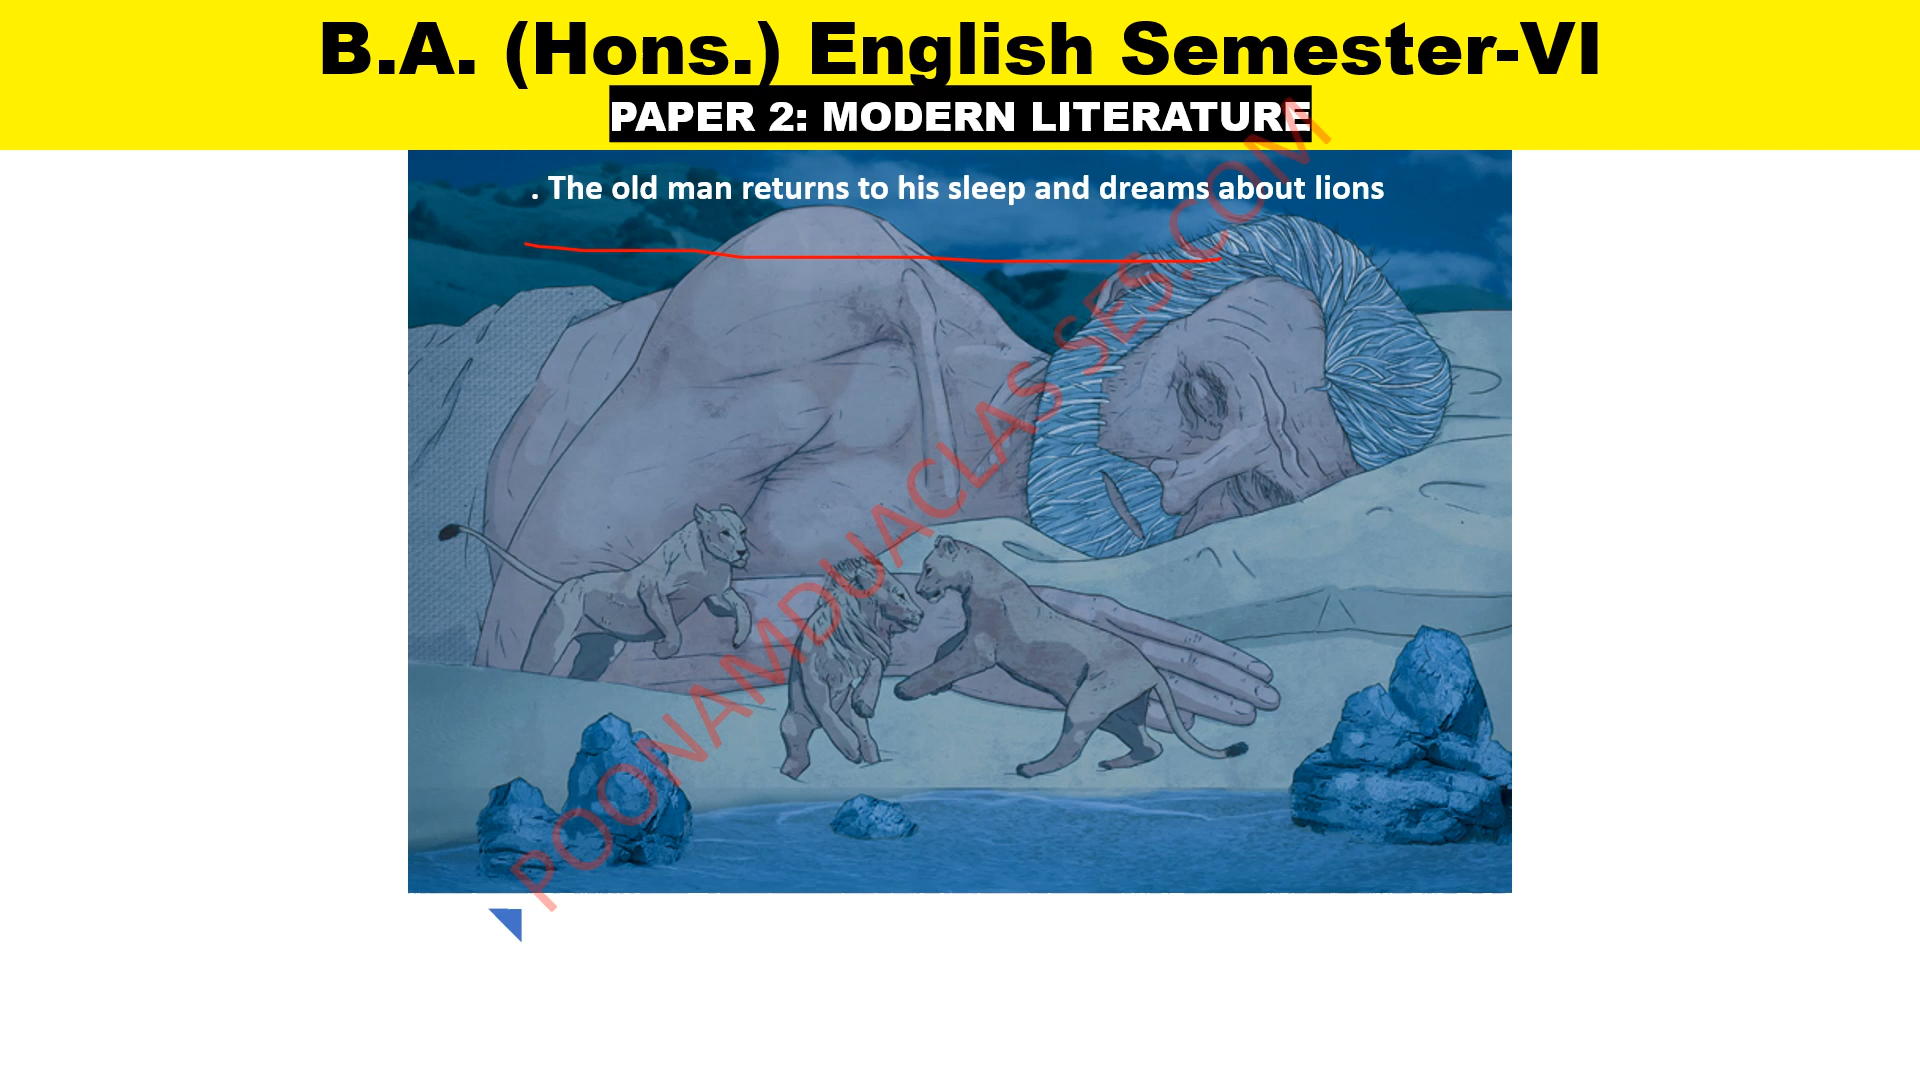 B.A. (Hons.) English Semester-VI
PAPER 2: MODERN LITERATURE
. The old man returns to his sleep and dreams about lions
POONAMDUACLASSES.COM